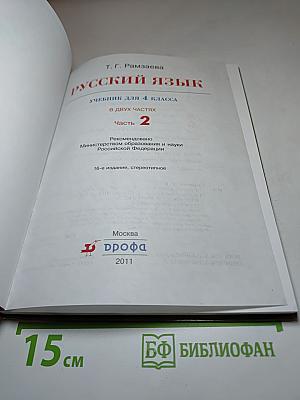 Т. Г. Рамзаева
РУССКИЙ ЯЗЫК
УЧЕБНИК ДЛЯ 4 КЛАССА
В ДВУХ ЧАСТЯХ
Часть 2
Рекомендовано
Министерством образования и науки
Российской Федерации
16-е издание, стереотипное
Москва
дрофа
2011
15 см
БФ БИБЛИОФАН